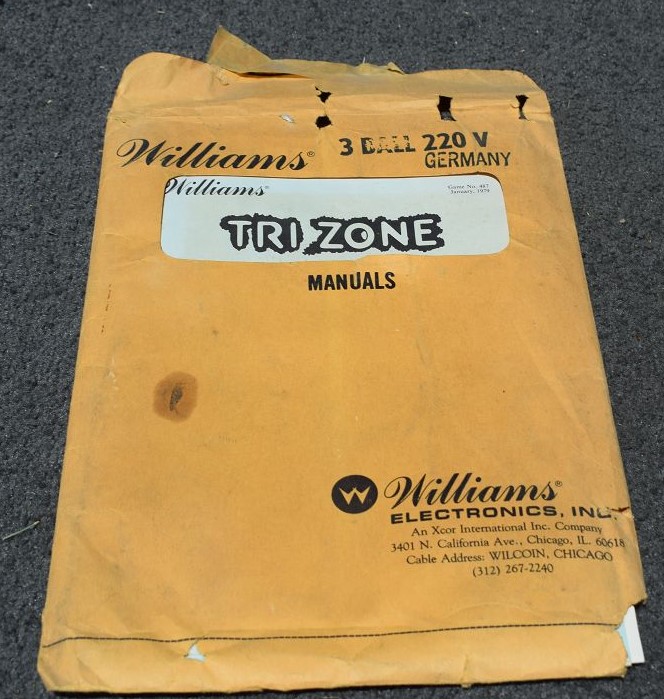 Williams® 3 BALL 220 V
GERMANY
Williams®
Game No. 487
January, 1979
TRI ZONE
MANUALS
W Williams®
ELECTRONICS, INC.
An Xcor International Inc. Company
3401 N. California Ave., Chicago, IL. 60618
Cable Address: WILCOIN, CHICAGO
(312) 267-2240